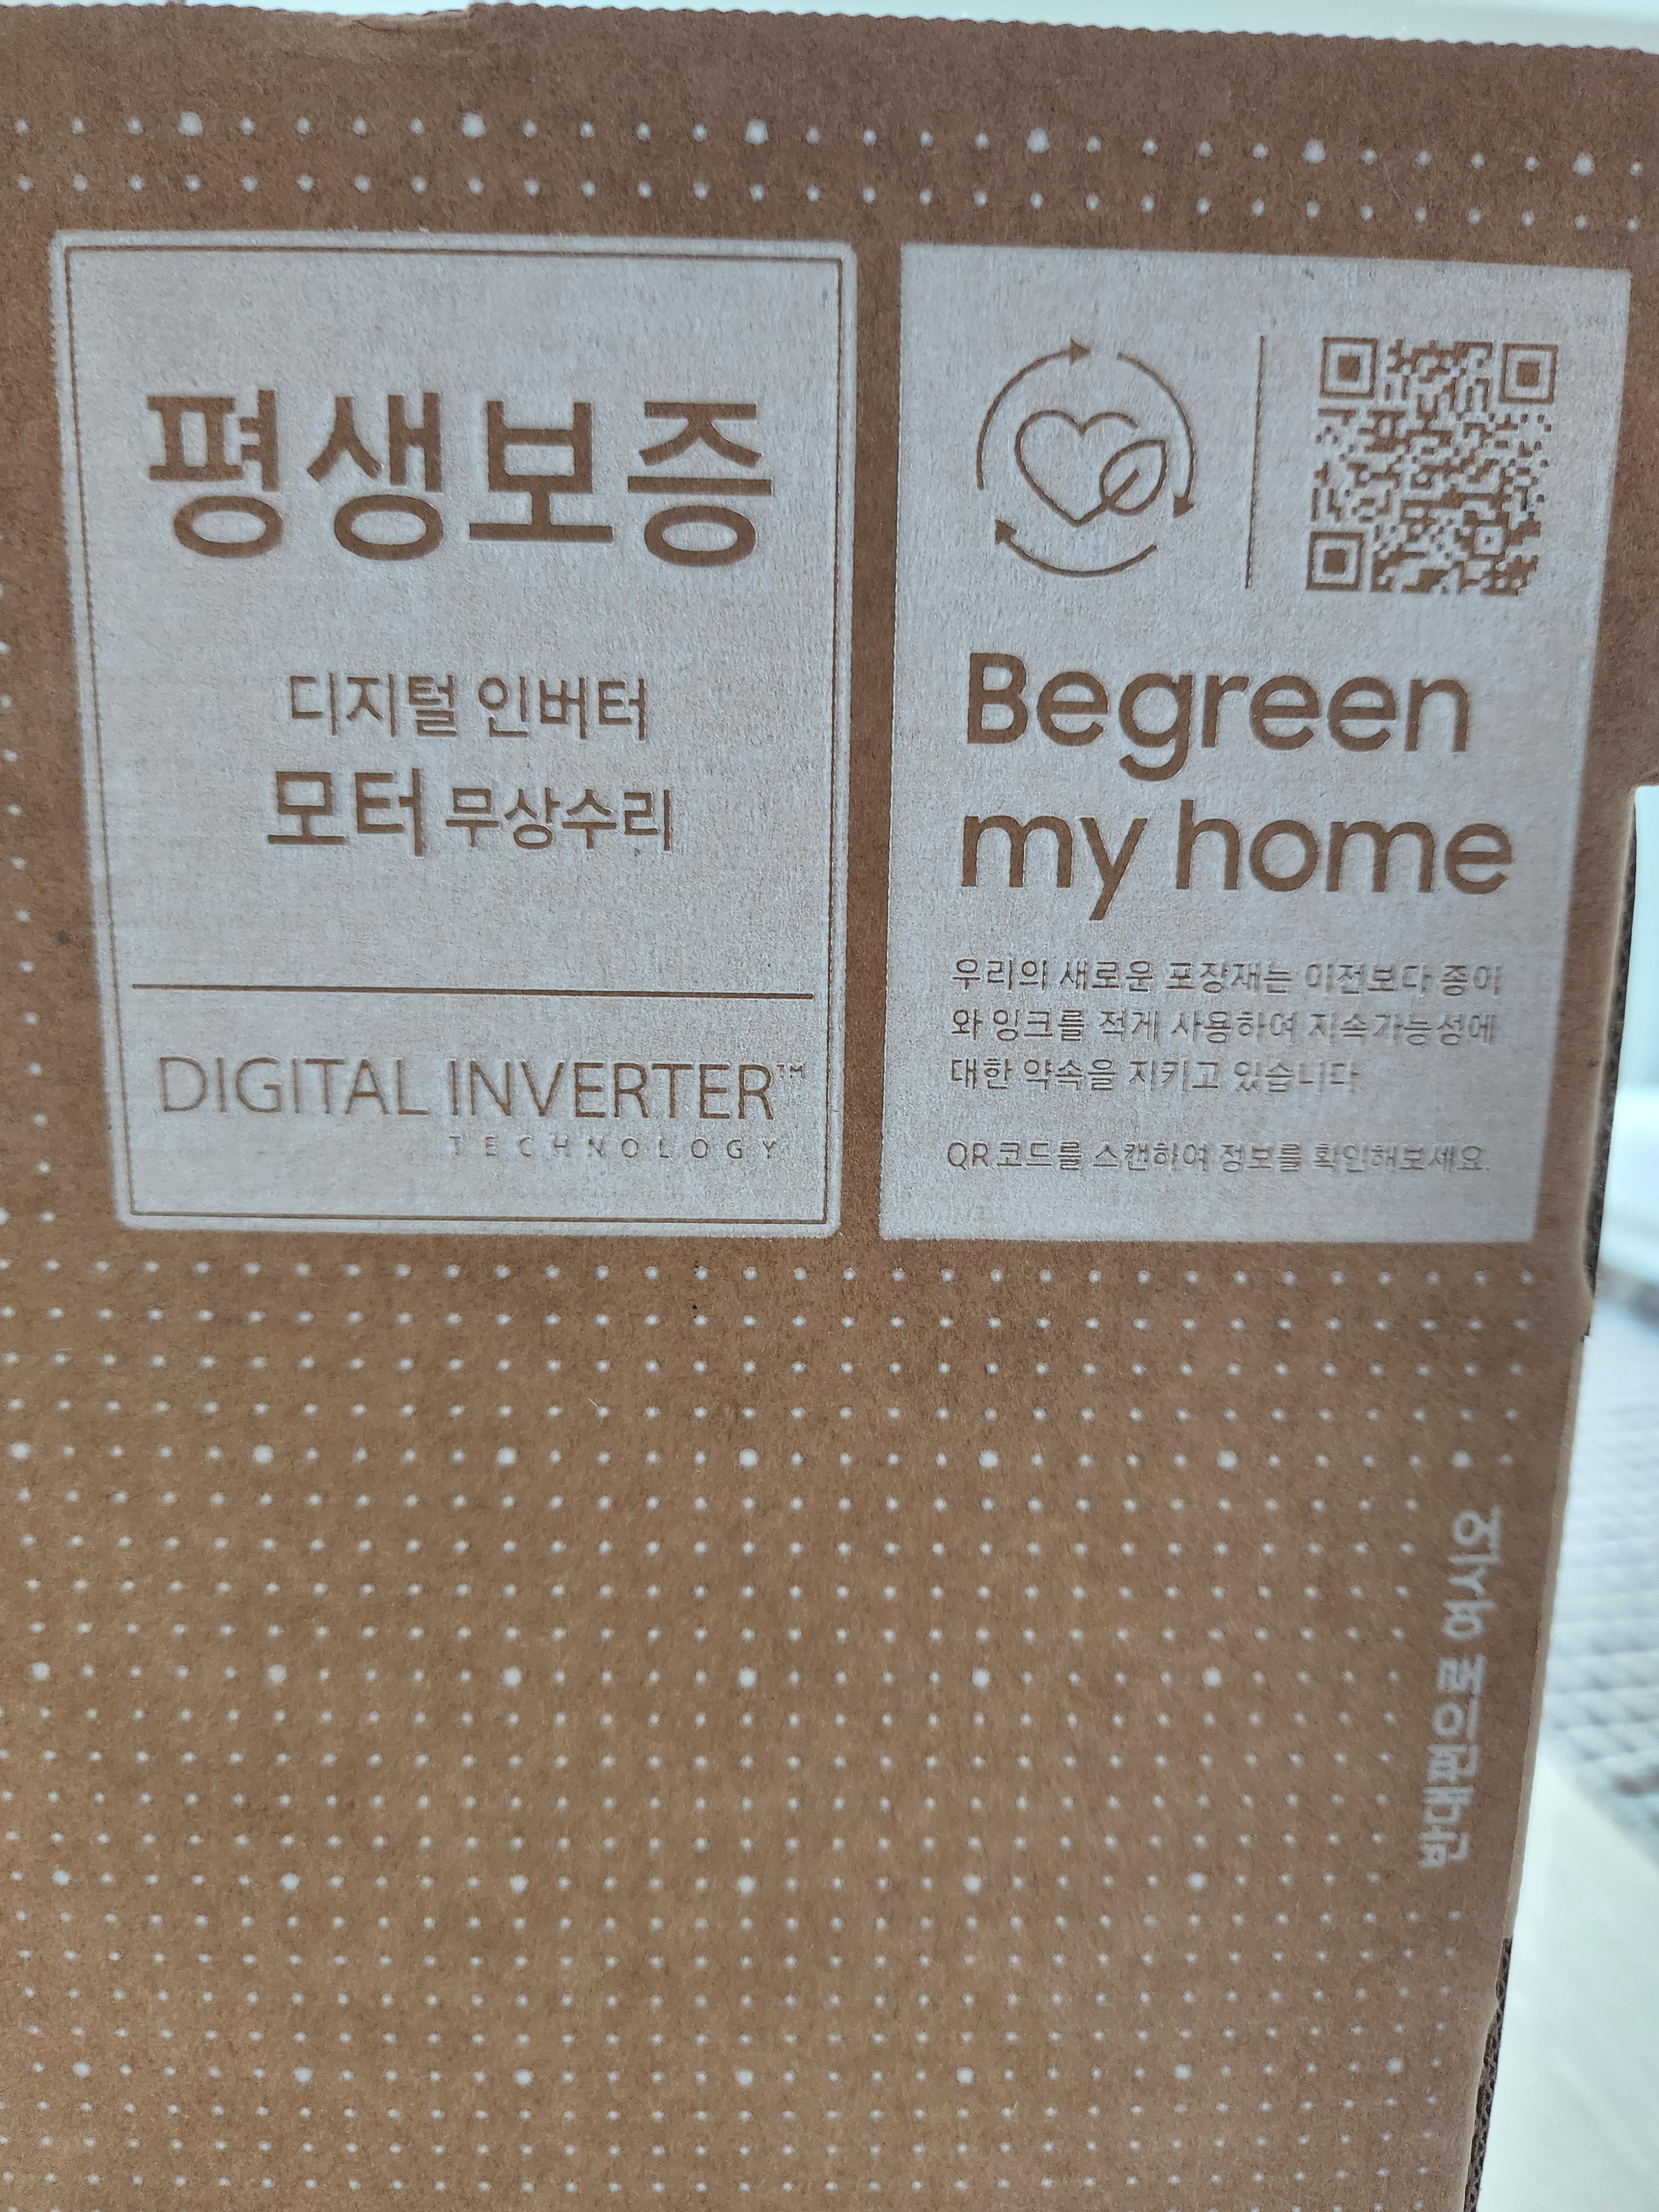 평생보증
디지털 인버터
모터 무상수리
DIGITAL INVERTER™
TECHNOLOGY
Begreen
my home
우리의 새로운 포장재는 이전보다 종이
와 잉크를 적게 사용하여 지속가능성에
대한 약속을 지키고 있습니다.
QR코드를 스캔하여 정보를 확인해보세요.